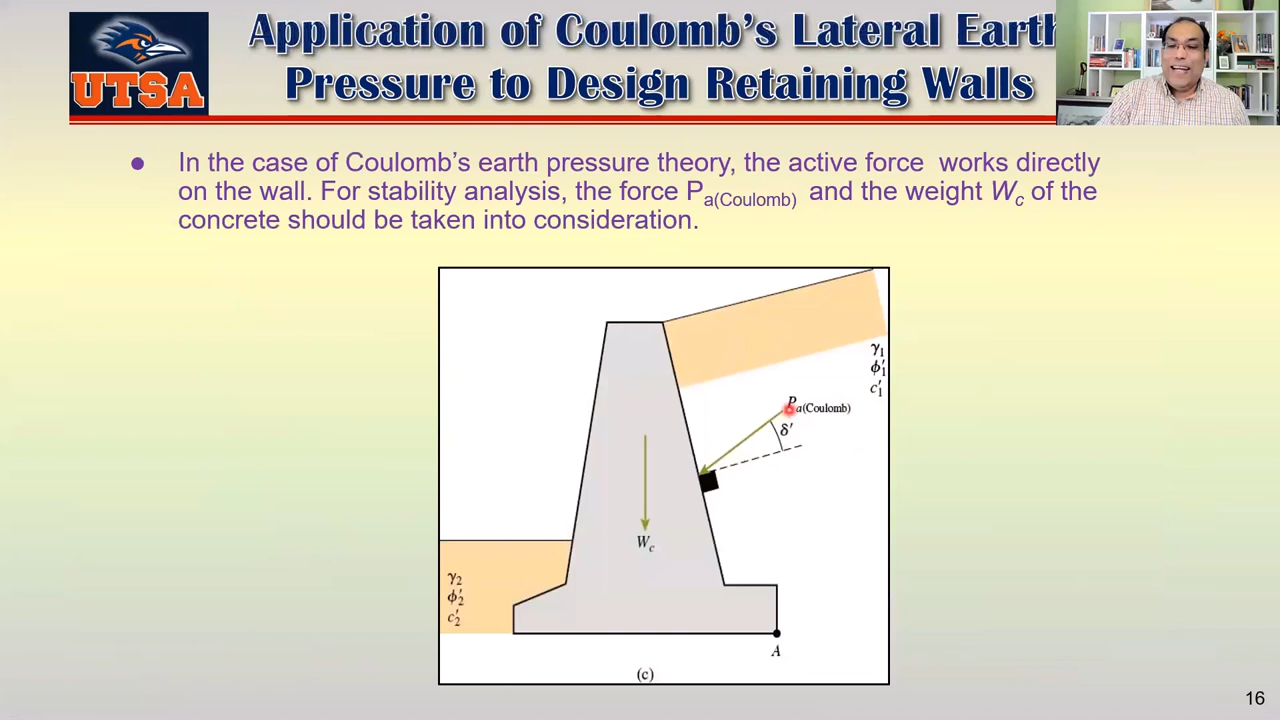 UTSA
Application of Coulomb's Lateral Earth
Pressure to Design Retaining Walls
● In the case of Coulomb's earth pressure theory, the active force works directly
on the wall. For stability analysis, the force Pa(Coulomb) and the weight Wc of the
concrete should be taken into consideration.
γ1
ϕ′1
c′1
Pa(Coulomb)
δ′
Wc
γ2
ϕ′2
c′2
A
(c)
16